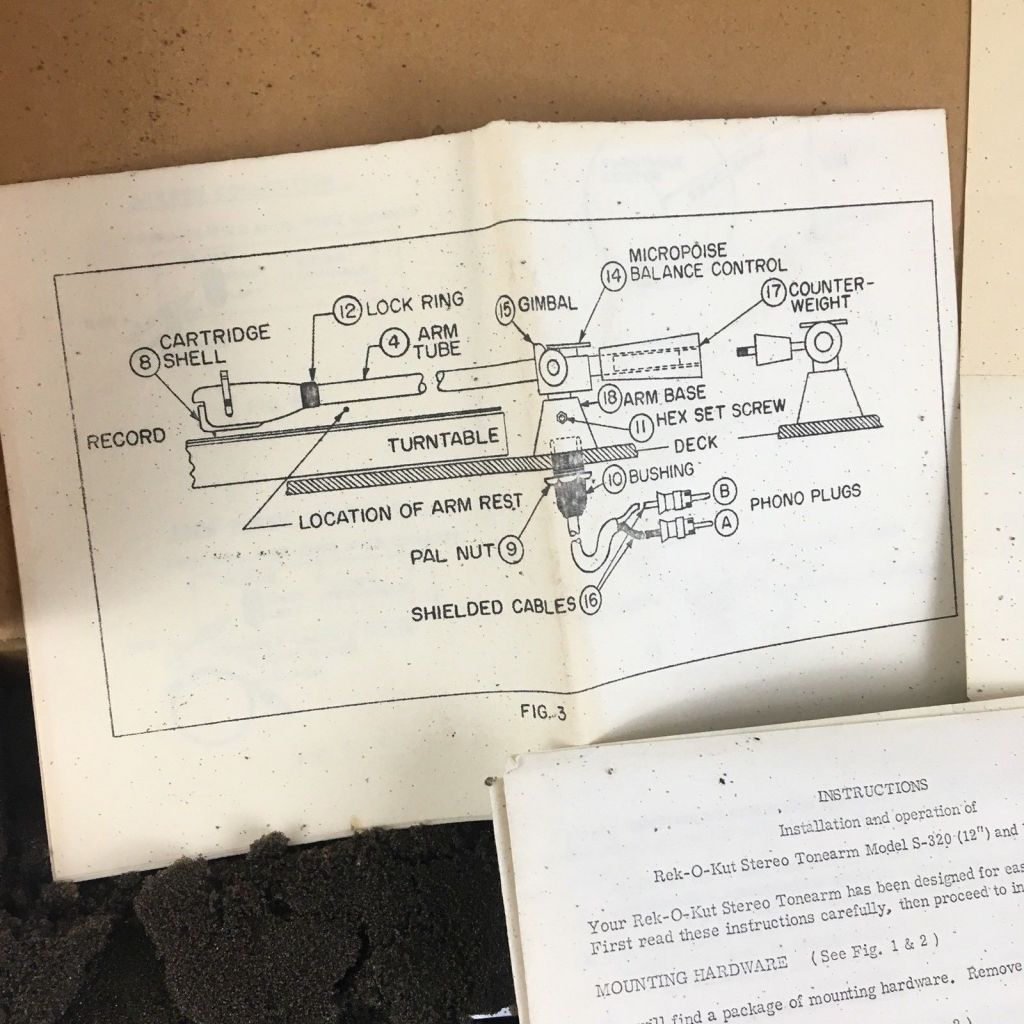 MICROPOISE
14 BALANCE CONTROL
17 COUNTER-
WEIGHT
15 GIMBAL
12 LOCK RING
4 ARM
TUBE
CARTRIDGE
8 SHELL
18 ARM BASE
11 HEX SET SCREW
RECORD
TURNTABLE
DECK
10 BUSHING
LOCATION OF ARM REST
B
PHONO PLUGS
A
PAL NUT 9
SHIELDED CABLES 16
FIG. 3
INSTRUCTIONS
Installation and operation of
Rek-O-Kut Stereo Tonearm Model S-320 (12") and
Your Rek-O-Kut Stereo Tonearm has been designed for
First read these instructions carefully, then proceed to
MOUNTING HARDWARE (See Fig. 1 & 2 )
find a package of mounting hardware. Remove